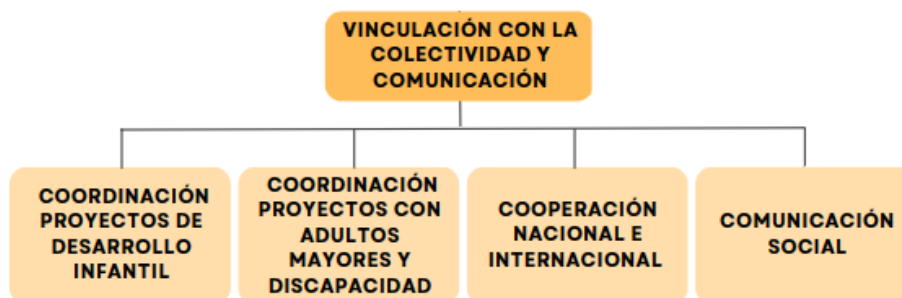 VINCULACIÓN CON LA
COLECTIVIDAD Y
COMUNICACIÓN
COORDINACIÓN
PROYECTOS DE
DESARROLLO
INFANTIL
COORDINACIÓN
PROYECTOS CON
ADULTOS
MAYORES Y
DISCAPACIDAD
COOPERACIÓN
NACIONAL E
INTERNACIONAL
COMUNICACIÓN
SOCIAL